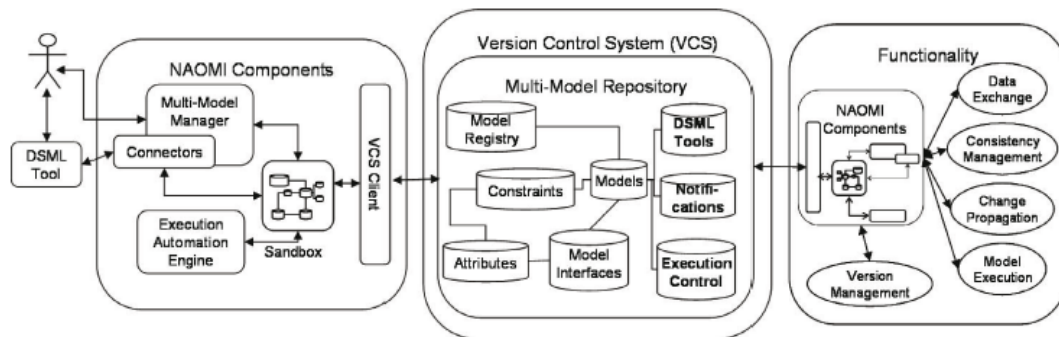 NAOMI Components
Multi-Model
Manager
Connectors
DSML
Tool
Execution
Automation
Engine
Sandbox
VCS Client
Version Control System (VCS)
Multi-Model Repository
Model
Registry
DSML
Tools
Constraints
Models
Notifi-
cations
Attributes
Model
Interfaces
Execution
Control
Functionality
NAOMI
Components
Data
Exchange
Consistency
Management
Change
Propagation
Model
Execution
Version
Management